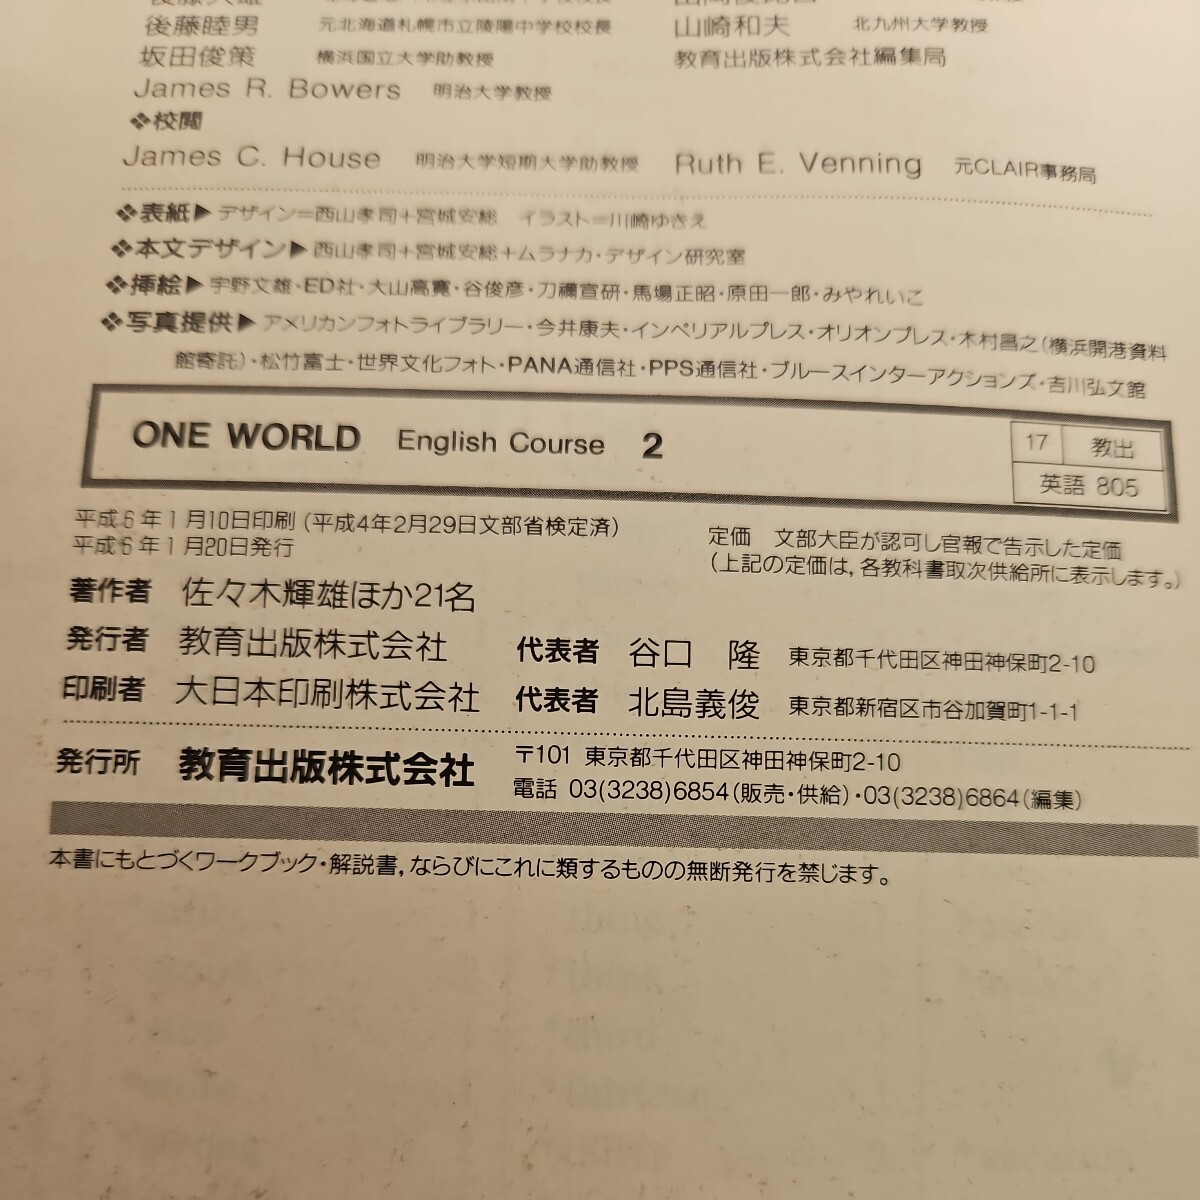 後藤睦男 元北海道札幌市立陵陽中学校校長 山崎和夫 北九州大学教授
坂田俊策 横浜国立大学助教授 教育出版株式会社編集局
James R. Bowers 明治大学教授
❖校閲
James C. House 明治大学短期大学助教授 Ruth E. Venning 元CLAIR事務局
❖表紙▶デザイン=西山孝司+宮城安総 イラスト=川崎ゆきえ
❖本文デザイン▶西山孝司+宮城安総+ムラナカ・デザイン研究室
❖挿絵▶宇野文雄・ED社・大山高寛・谷俊彦・刀禰宣研・馬場正昭・原田一郎・みやれいこ
❖写真提供▶アメリカンフォトライブラリー・今井康夫・インペリアルプレス・オリオンプレス・木村昌之(横浜開港資料
館寄託)・松竹富士・世界文化フォト・PANA通信社・PPS通信社・ブルースインターアクションズ・吉川弘文館
ONE WORLD English Course 2
17 教出
英語 805
平成6年1月10日印刷(平成4年2月29日文部省検定済)
平成6年1月20日発行
定価 文部大臣が認可し官報で告示した定価
(上記の定価は,各教科書取次供給所に表示します。)
著作者 佐々木輝雄ほか21名
発行者 教育出版株式会社 代表者 谷口 隆 東京都千代田区神田神保町2-10
印刷者 大日本印刷株式会社 代表者 北島義俊 東京都新宿区市谷加賀町1-1-1
発行所 教育出版株式会社 〒101 東京都千代田区神田神保町2-10
電話 03(3238)6854(販売・供給)・03(3238)6864(編集)
本書にもとづくワークブック・解説書,ならびにこれに類するものの無断発行を禁じます。